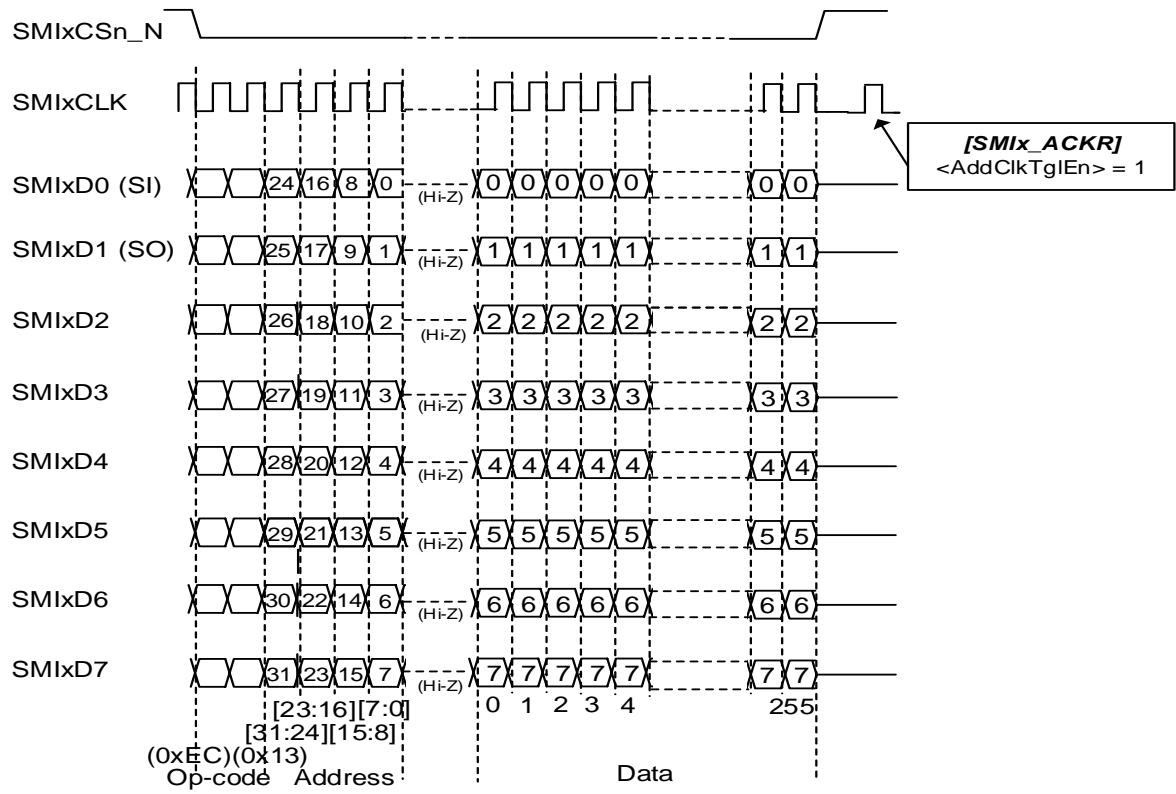 SMIxCSn_N
SMIxCLK
[SMIx_ACKR]
<AddClkTglEn> = 1
SMIxD0 (SI) 24 16 8 0 (Hi-Z) 0 0 0 0 0 0 0
SMIxD1 (SO) 25 17 9 1 (Hi-Z) 1 1 1 1 1 1 1
SMIxD2 26 18 10 2 (Hi-Z) 2 2 2 2 2 2 2
SMIxD3 27 19 11 3 (Hi-Z) 3 3 3 3 3 3 3
SMIxD4 28 20 12 4 (Hi-Z) 4 4 4 4 4 4 4
SMIxD5 29 21 13 5 (Hi-Z) 5 5 5 5 5 5 5
SMIxD6 30 22 14 6 (Hi-Z) 6 6 6 6 6 6 6
SMIxD7 31 23 15 7 (Hi-Z) 7 7 7 7 7 7 7
[23:16][7:0] 0 1 2 3 4 255
[31:24][15:8]
(0xEC)(0x13)
Op-code Address Data